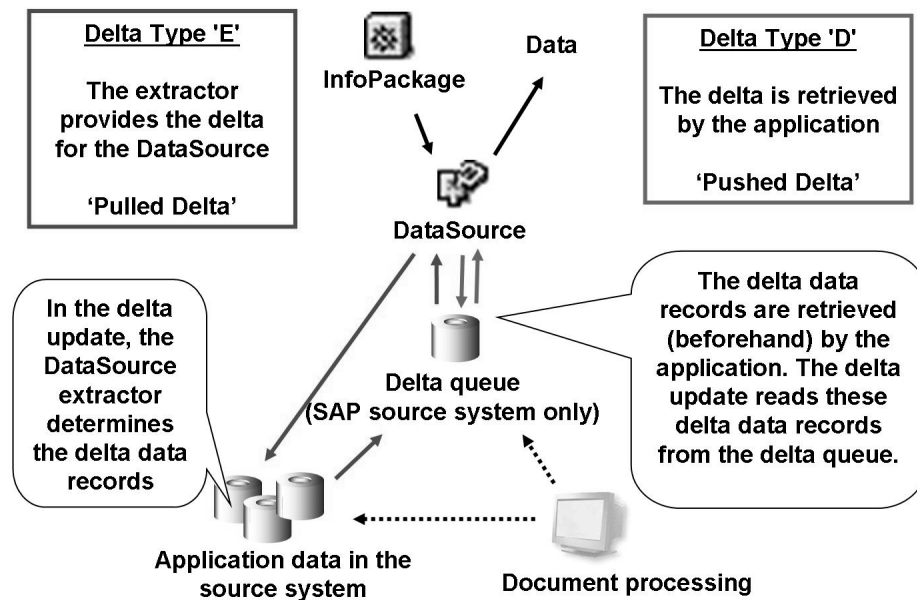 Delta Type 'E'
The extractor
provides the delta
for the DataSource
‘Pulled Delta’
InfoPackage
Data
Delta Type 'D'
The delta is retrieved
by the application
‘Pushed Delta’
DataSource
In the delta
update, the
DataSource
extractor
determines
the delta data
records
The delta data
records are retrieved
(beforehand) by the
application. The delta
update reads these
delta data records
from the delta queue.
Delta queue
(SAP source system only)
Application data in the
source system
Document processing